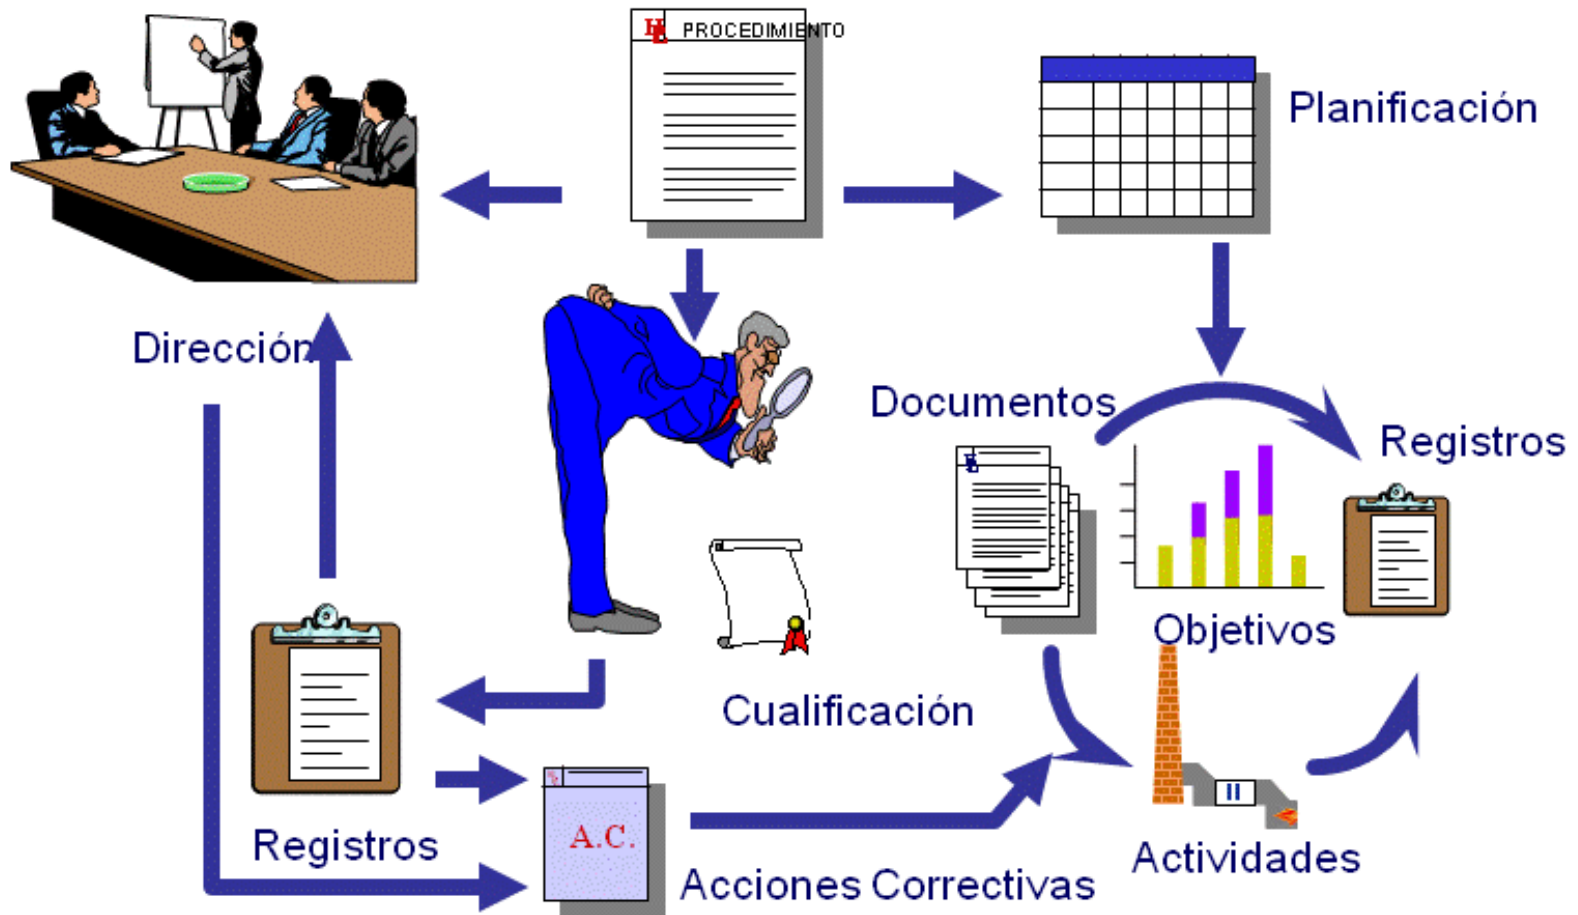 PROCEDIMIENTO
Planificación
Dirección
Documentos
Registros
Objetivos
Cualificación
Registros
A.C.
Actividades
Acciones Correctivas